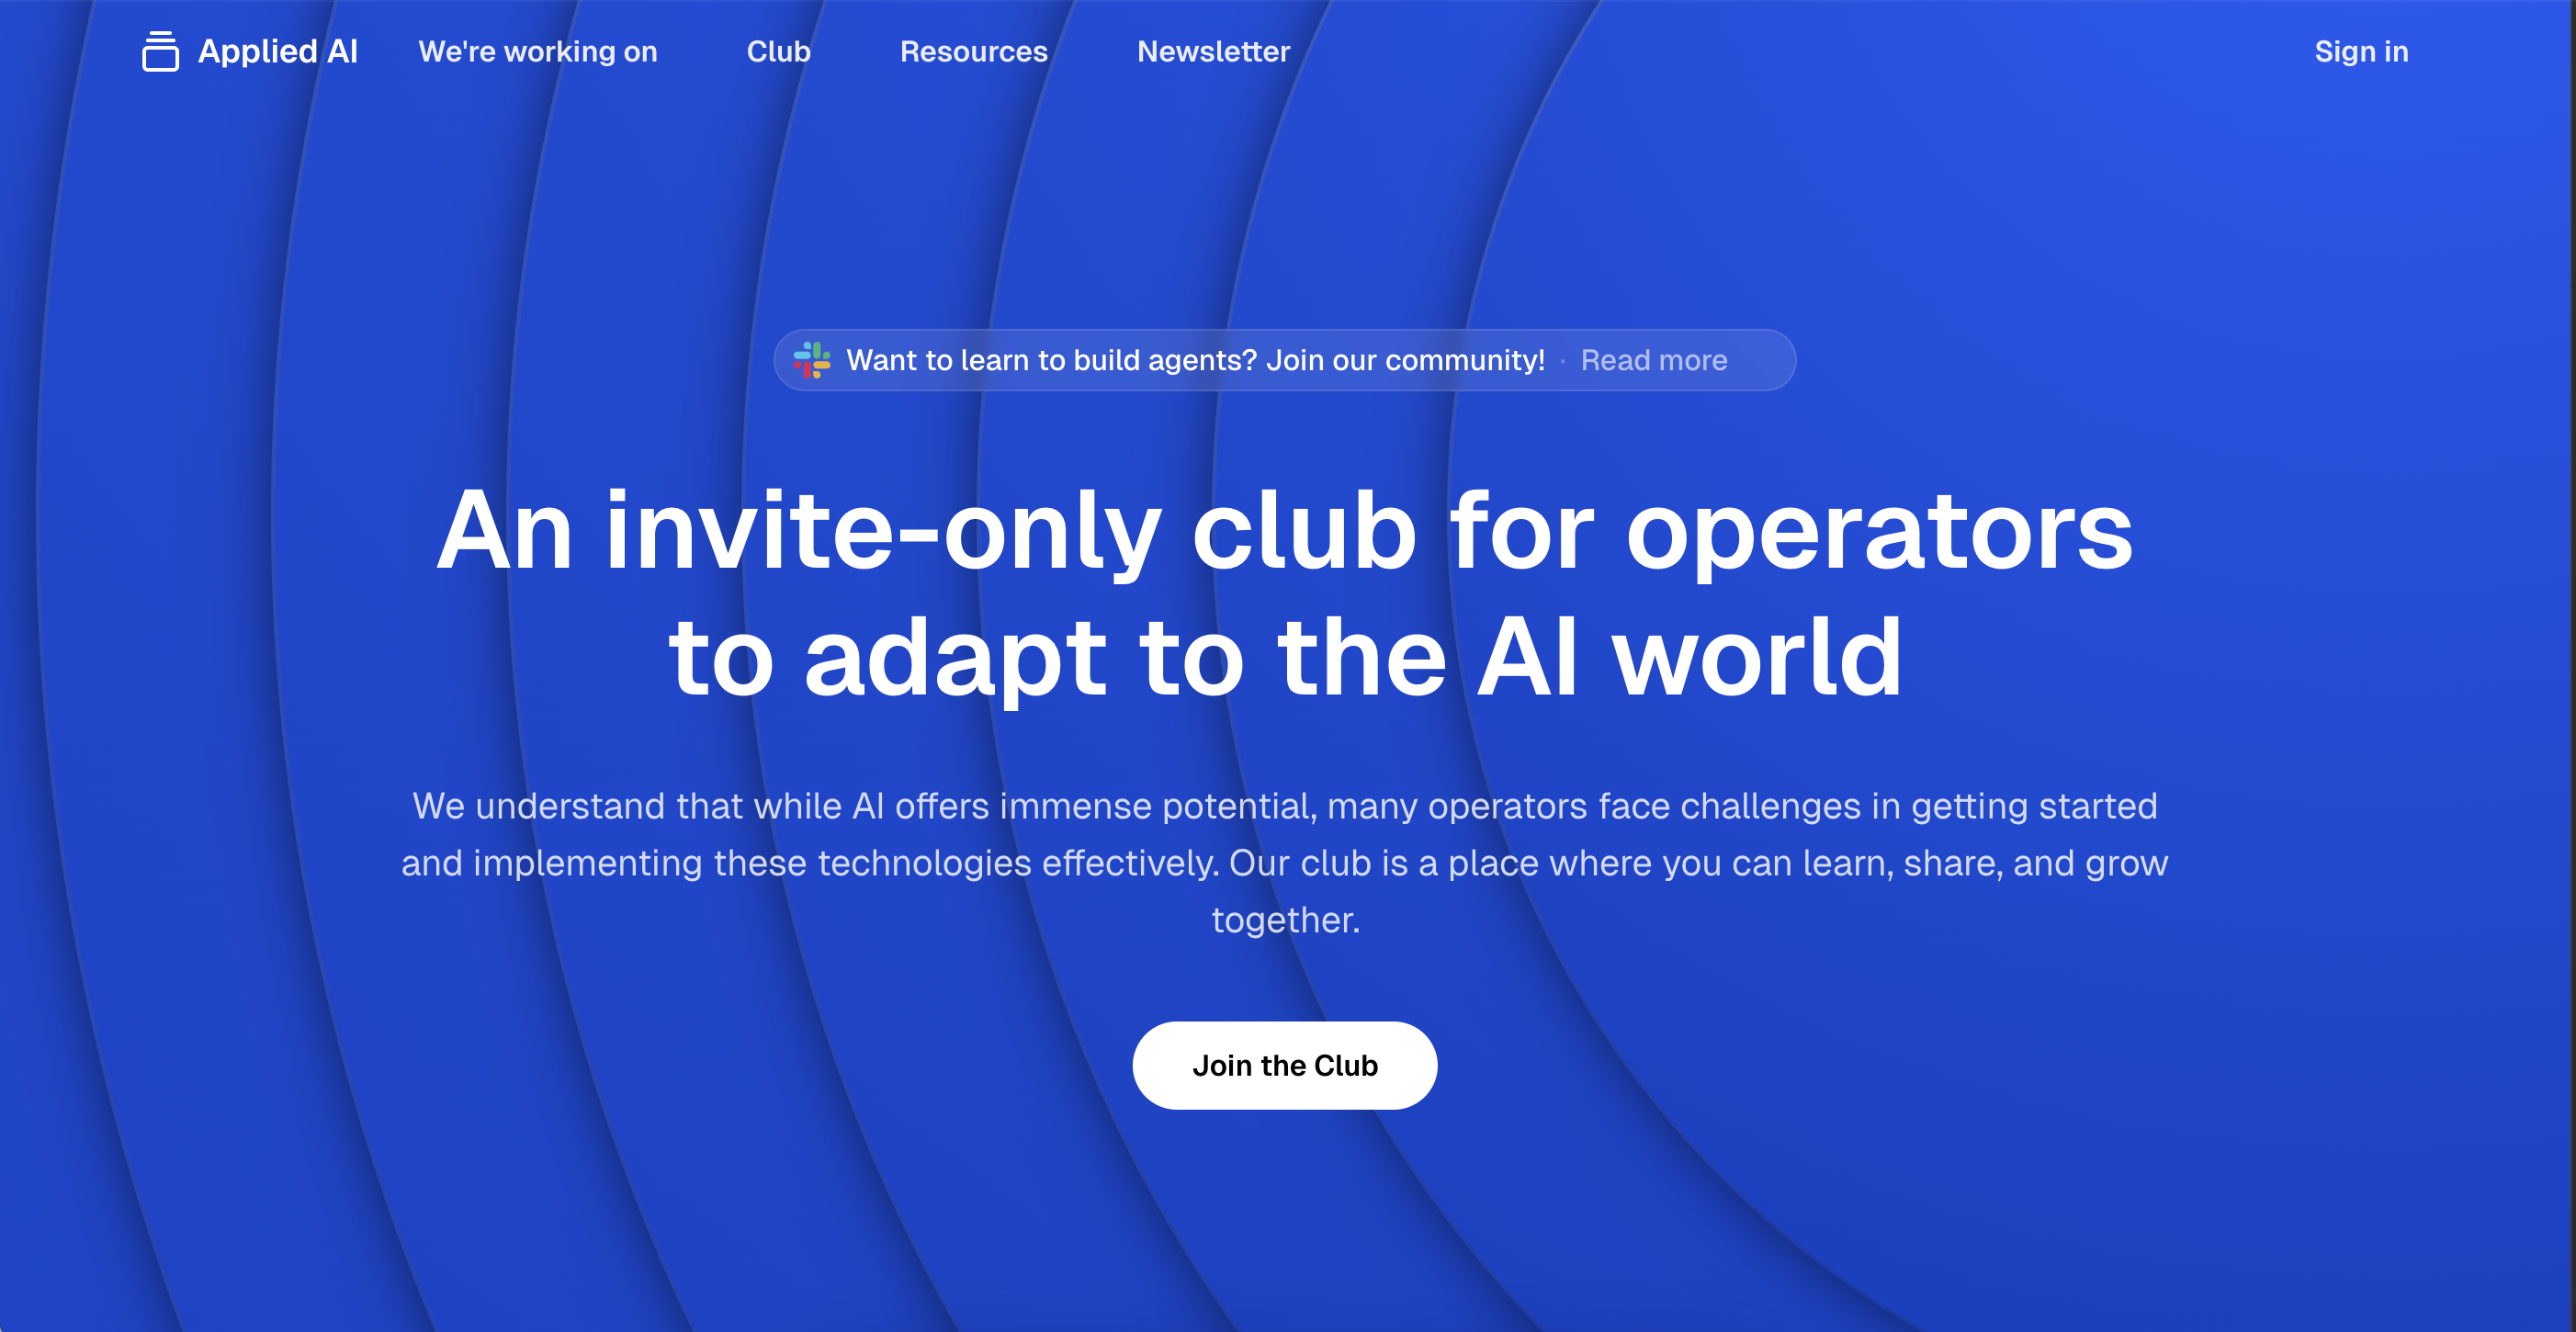 Applied AI We're working on Club Resources Newsletter Sign in
Want to learn to build agents? Join our community! · Read more
An invite-only club for operators
to adapt to the AI world
We understand that while AI offers immense potential, many operators face challenges in getting started
and implementing these technologies effectively. Our club is a place where you can learn, share, and grow
together.
Join the Club